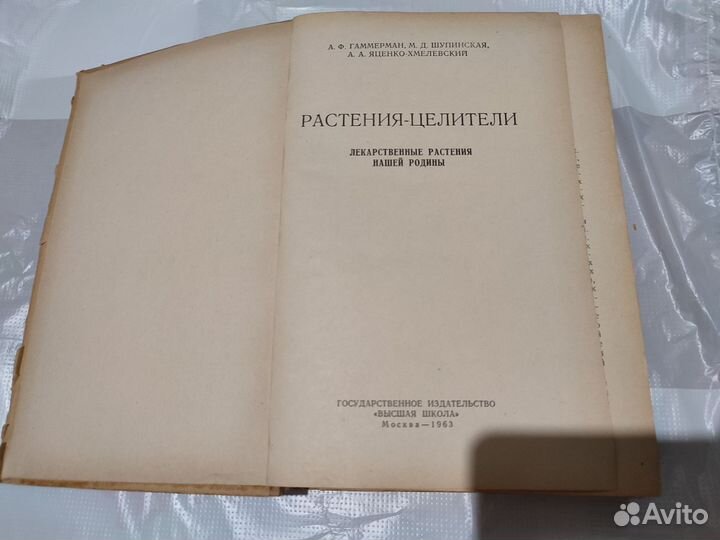 А. Ф. ГАММЕРМАН, М. Д. ШУПИНСКАЯ,
А. А. ЯЦЕНКО-ХМЕЛЕВСКИЙ
РАСТЕНИЯ-ЦЕЛИТЕЛИ
ЛЕКАРСТВЕННЫЕ РАСТЕНИЯ
НАШЕЙ РОДИНЫ
ГОСУДАРСТВЕННОЕ ИЗДАТЕЛЬСТВО
«ВЫСШАЯ ШКОЛА»
Москва—1963
Avito